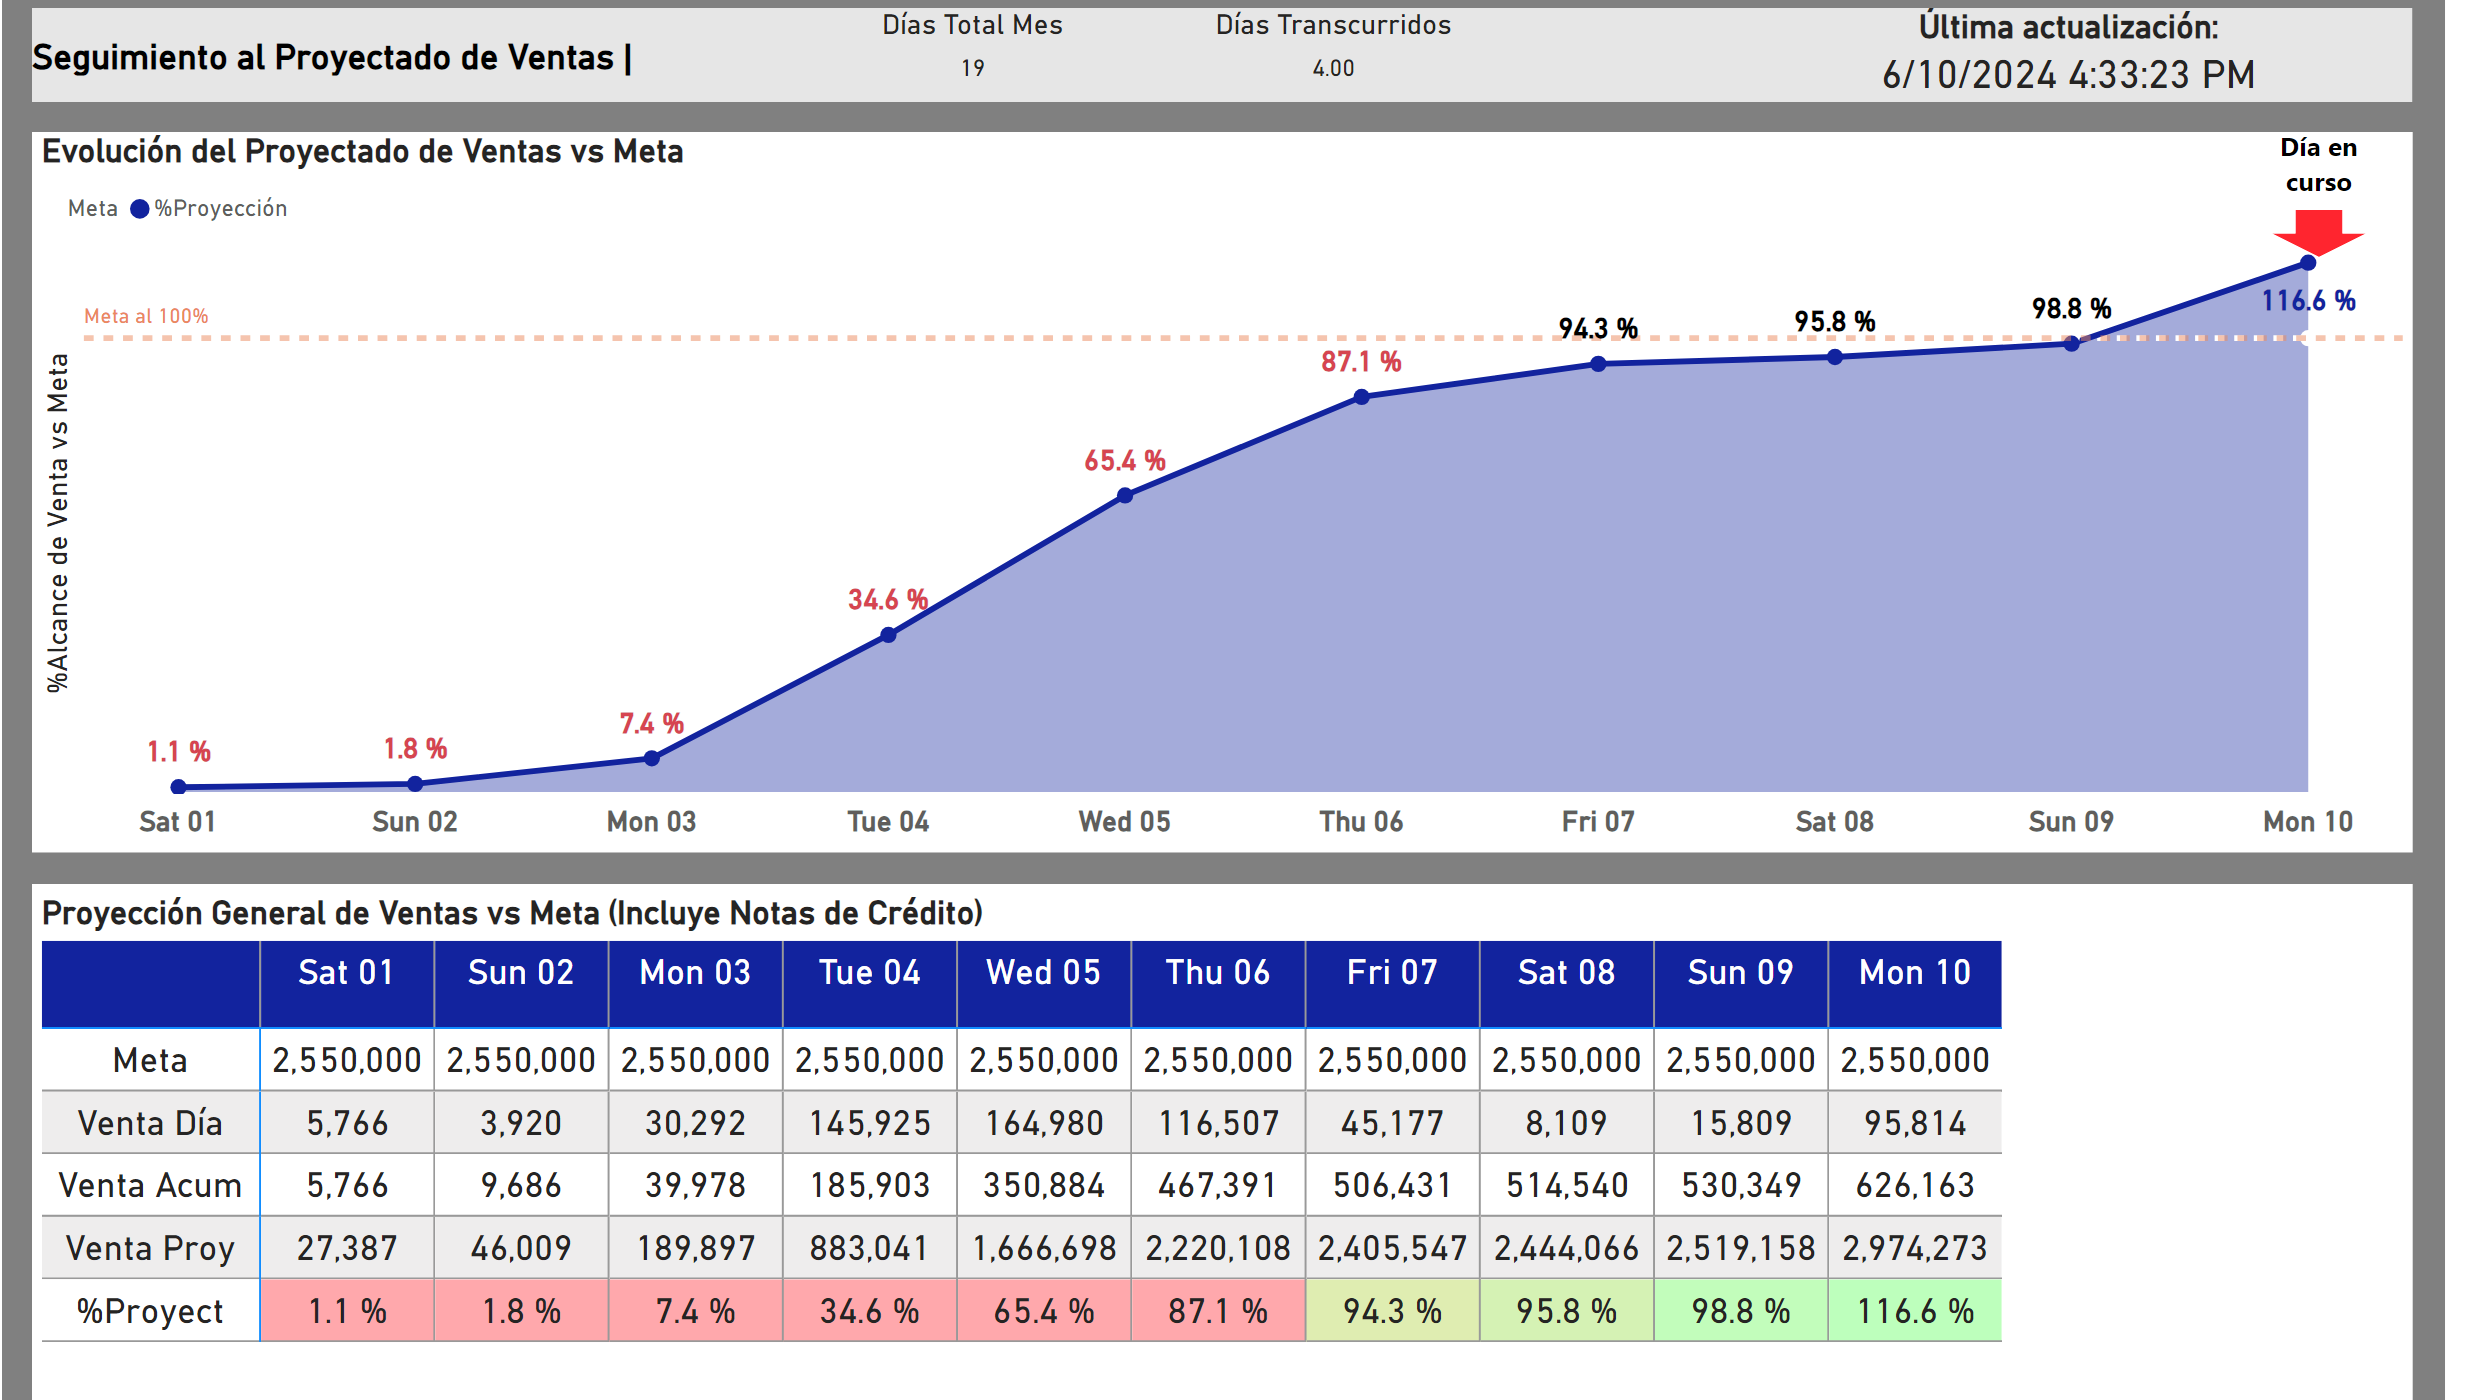 Seguimiento al Proyectado de Ventas |
Días Total Mes
19
Días Transcurridos
4.00
Última actualización:
6/10/2024 4:33:23 PM
Evolución del Proyectado de Ventas vs Meta
Día en
curso
Meta %Proyección
Meta al 100%
%Alcance de Venta vs Meta
1.1 % 1.8 % 7.4 % 34.6 % 65.4 % 87.1 % 94.3 % 95.8 % 98.8 % 116.6 %
Sat 01 Sun 02 Mon 03 Tue 04 Wed 05 Thu 06 Fri 07 Sat 08 Sun 09 Mon 10
Proyección General de Ventas vs Meta (Incluye Notas de Crédito)
Sat 01 Sun 02 Mon 03 Tue 04 Wed 05 Thu 06 Fri 07 Sat 08 Sun 09 Mon 10
Meta 2,550,000 2,550,000 2,550,000 2,550,000 2,550,000 2,550,000 2,550,000 2,550,000 2,550,000 2,550,000
Venta Día 5,766 3,920 30,292 145,925 164,980 116,507 45,177 8,109 15,809 95,814
Venta Acum 5,766 9,686 39,978 185,903 350,884 467,391 506,431 514,540 530,349 626,163
Venta Proy 27,387 46,009 189,897 883,041 1,666,698 2,220,108 2,405,547 2,444,066 2,519,158 2,974,273
%Proyect 1.1 % 1.8 % 7.4 % 34.6 % 65.4 % 87.1 % 94.3 % 95.8 % 98.8 % 116.6 %